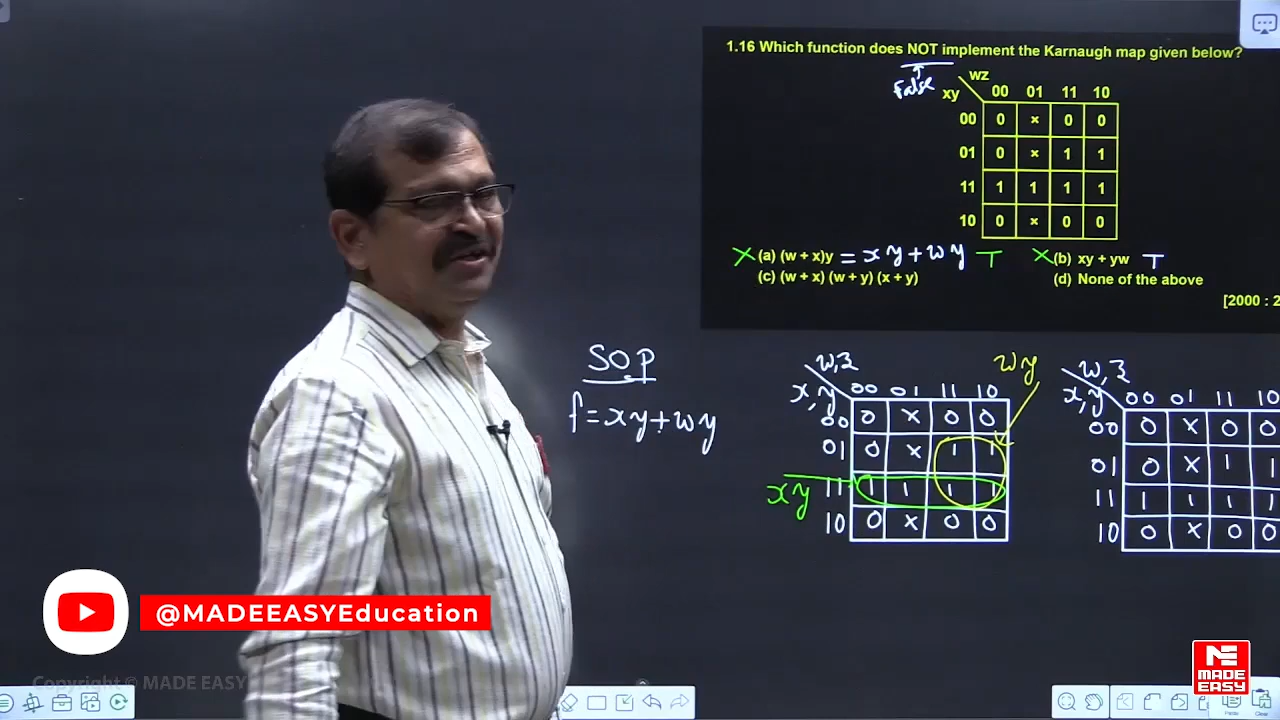 1.16 Which function does NOT implement the Karnaugh map given below?
False
wz
xy 00 01 11 10
00 0 × 0 0
01 0 × 1 1
11 1 1 1 1
10 0 × 0 0
X (a) (w + x)y = xy + wy T
X (b) xy + yw T
(c) (w + x) (w + y) (x + y)
(d) None of the above
[2000 : 2
SOP
f = xy + wy
w,z
x,y 00 01 11 10
00 0 x 0 0
01 0 x 1 1
11 1 1 1 1
10 0 x 0 0
wy
xy
w,z
x,y 00 01 11 10
00 0 x 0 0
01 0 x 1 1
11 1 1 1 1
10 0 x 0 0
@MADEEASYEducation
Copyright © MADE EASY
MADE
EASY